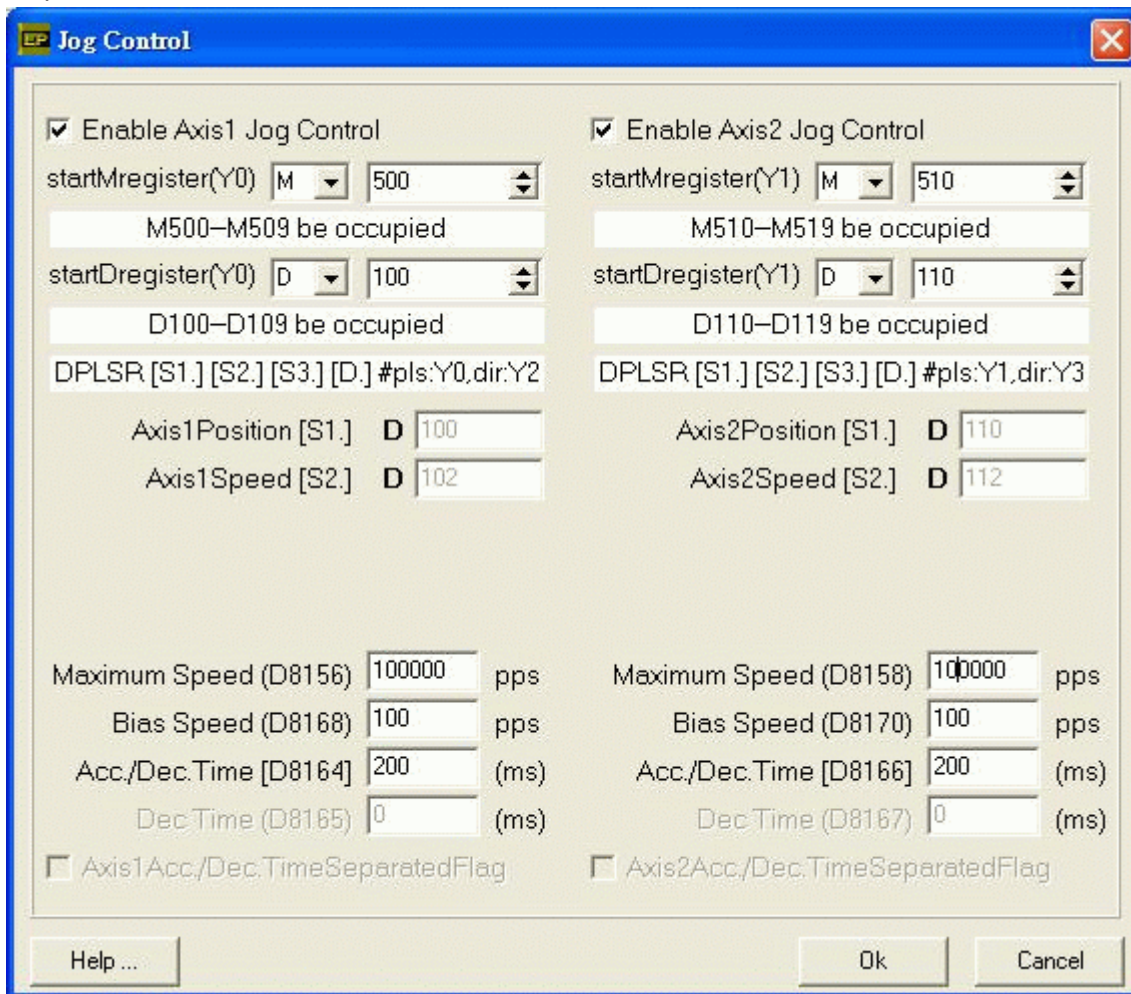 Jog Control
Enable Axis1 Jog Control
startMregister(Y0) M 500
M500—M509 be occupied
startDregister(Y0) D 100
D100—D109 be occupied
DPLSR [S1.] [S2.] [S3.] [D.] #pls:Y0,dir:Y2
Axis1Position [S1.] D 100
Axis1Speed [S2.] D 102
Maximum Speed (D8156) 100000 pps
Bias Speed (D8168) 100 pps
Acc./Dec.Time [D8164] 200 (ms)
Dec Time (D8165) 0 (ms)
Axis1Acc./Dec.TimeSeparatedFlag
Enable Axis2 Jog Control
startMregister(Y1) M 510
M510—M519 be occupied
startDregister(Y1) D 110
D110—D119 be occupied
DPLSR [S1.] [S2.] [S3.] [D.] #pls:Y1,dir:Y3
Axis2Position [S1.] D 110
Axis2Speed [S2.] D 112
Maximum Speed (D8158) 100000 pps
Bias Speed (D8170) 100 pps
Acc./Dec.Time [D8166] 200 (ms)
Dec Time (D8167) 0 (ms)
Axis2Acc./Dec.TimeSeparatedFlag
Help ... Ok Cancel